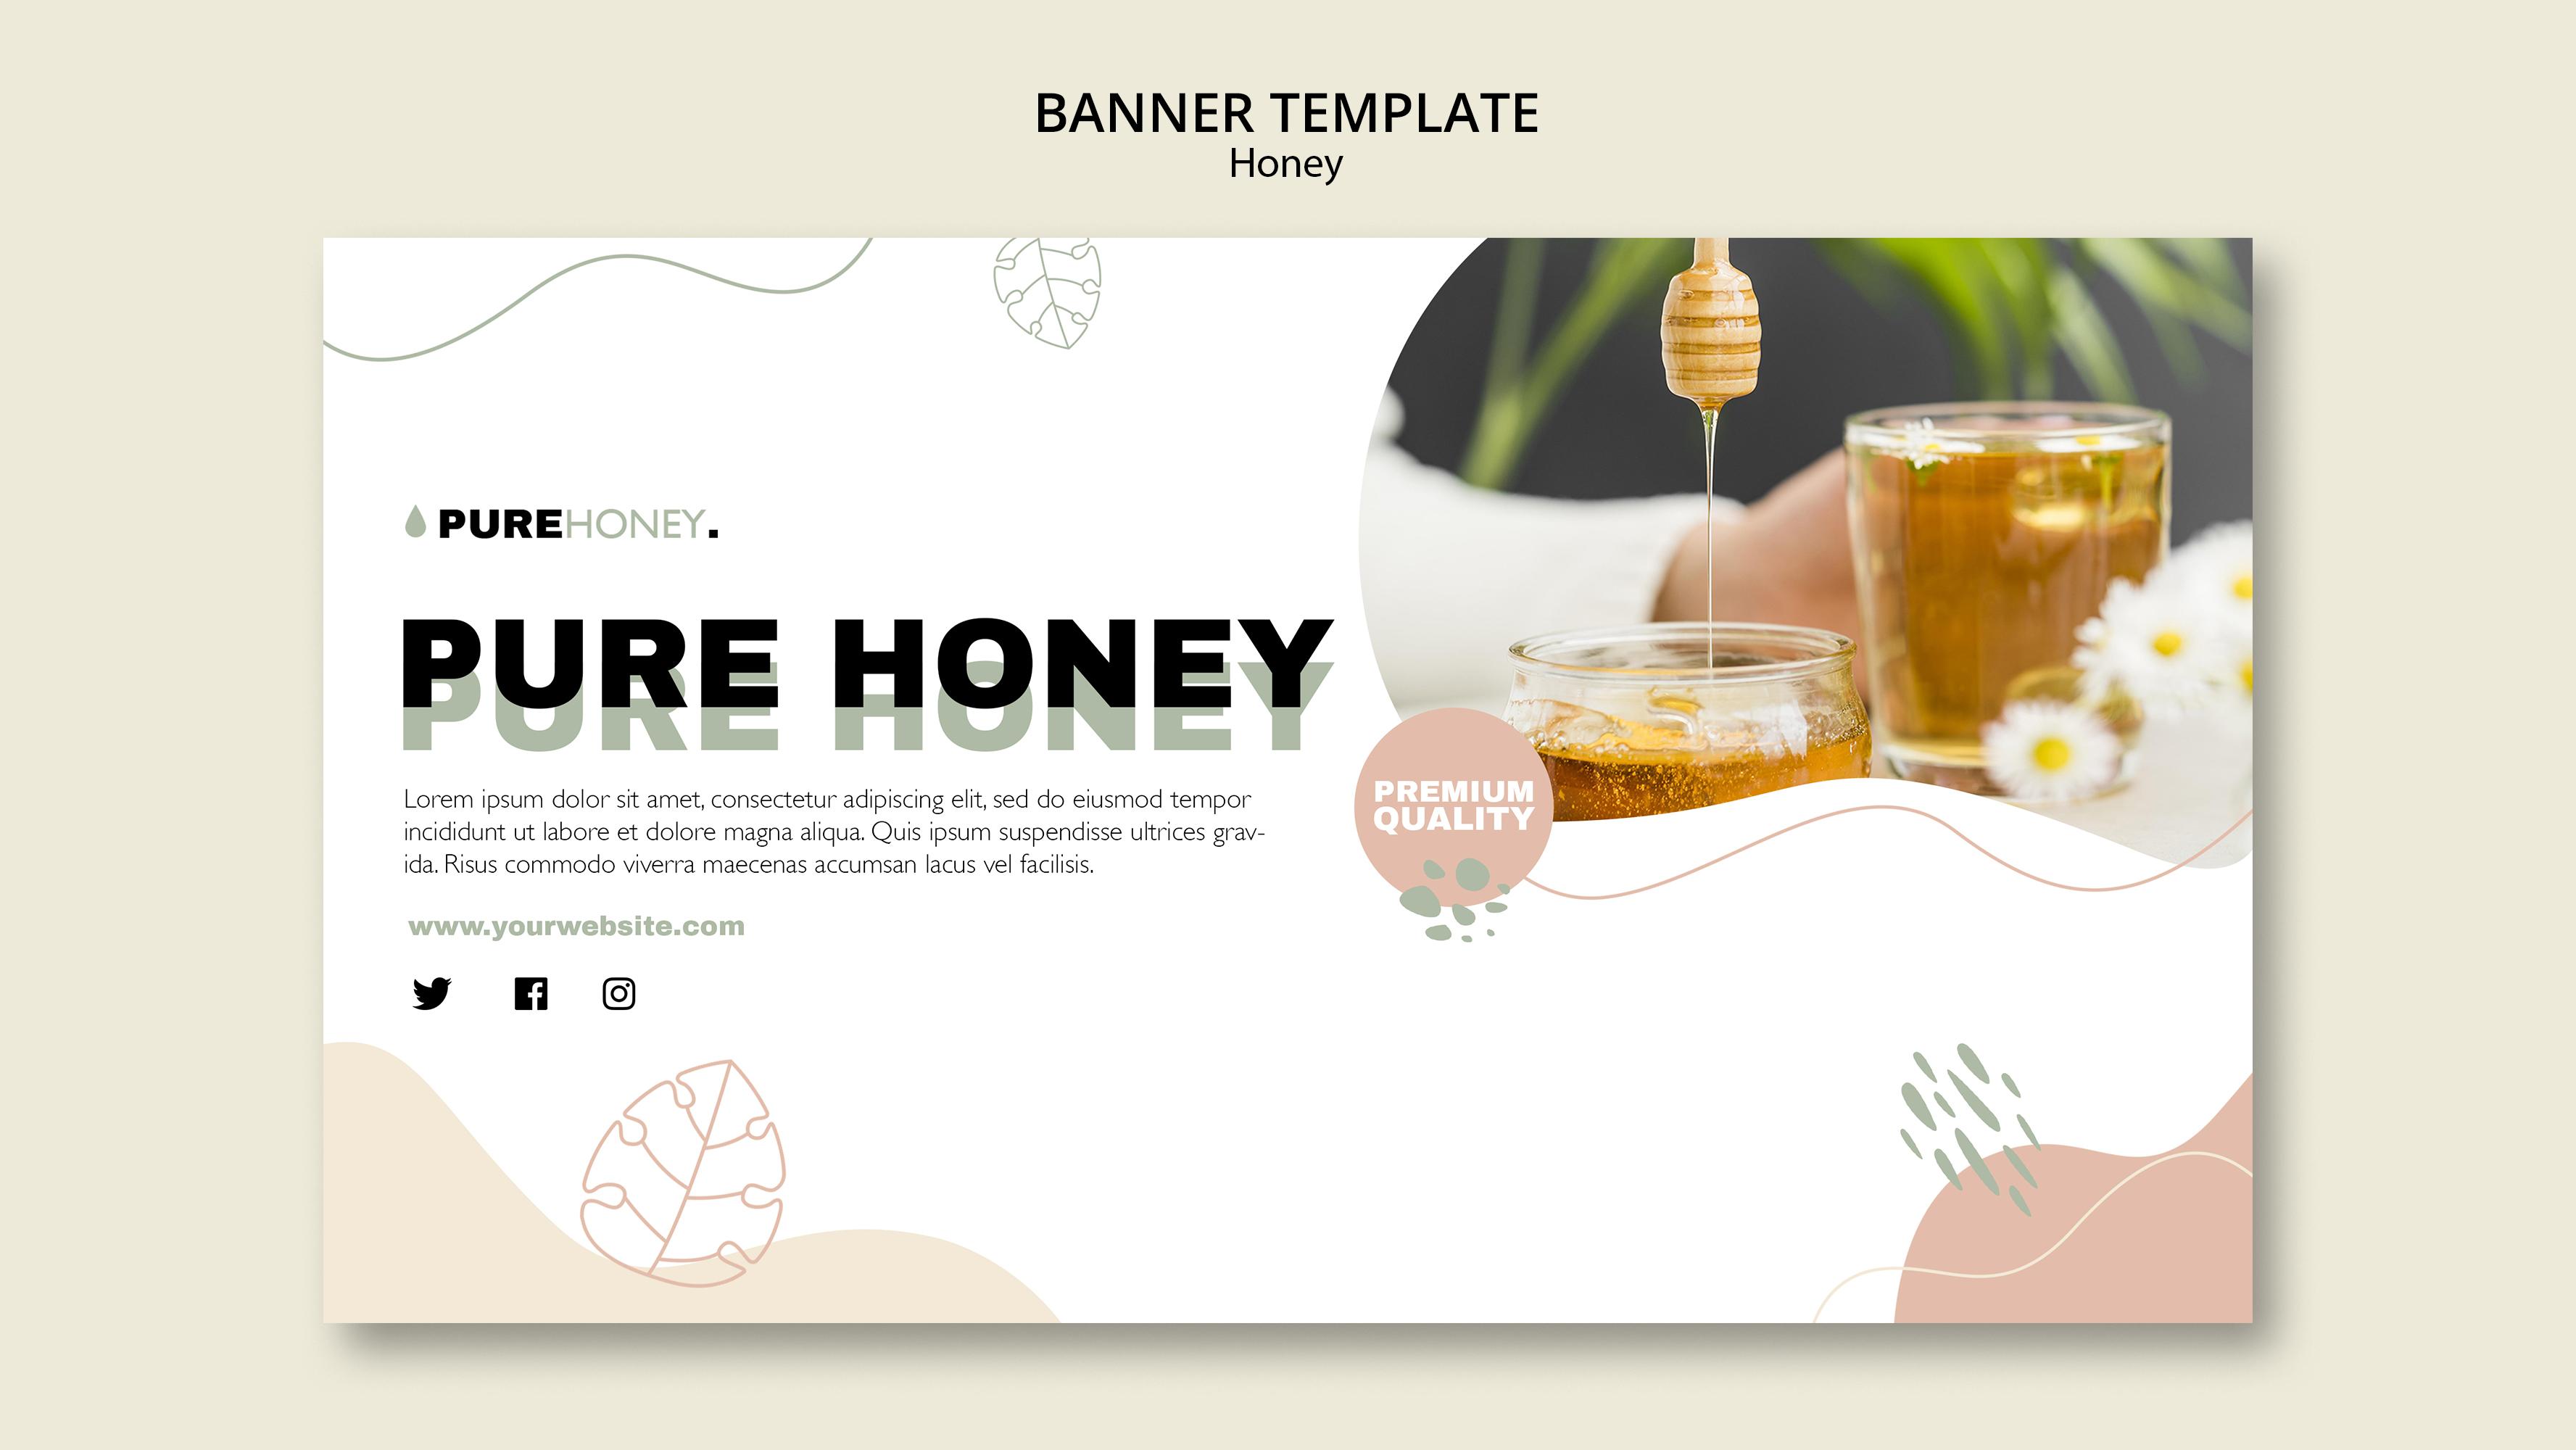 BANNER TEMPLATE
Honey
PUREHONEY.
PURE HONEY
PURE HONEY
Lorem ipsum dolor sit amet, consectetur adipiscing elit, sed do eiusmod tempor
incididunt ut labore et dolore magna aliqua. Quis ipsum suspendisse ultrices grav-
ida. Risus commodo viverra maecenas accumsan lacus vel facilisis.
www.yourwebsite.com
PREMIUM
QUALITY